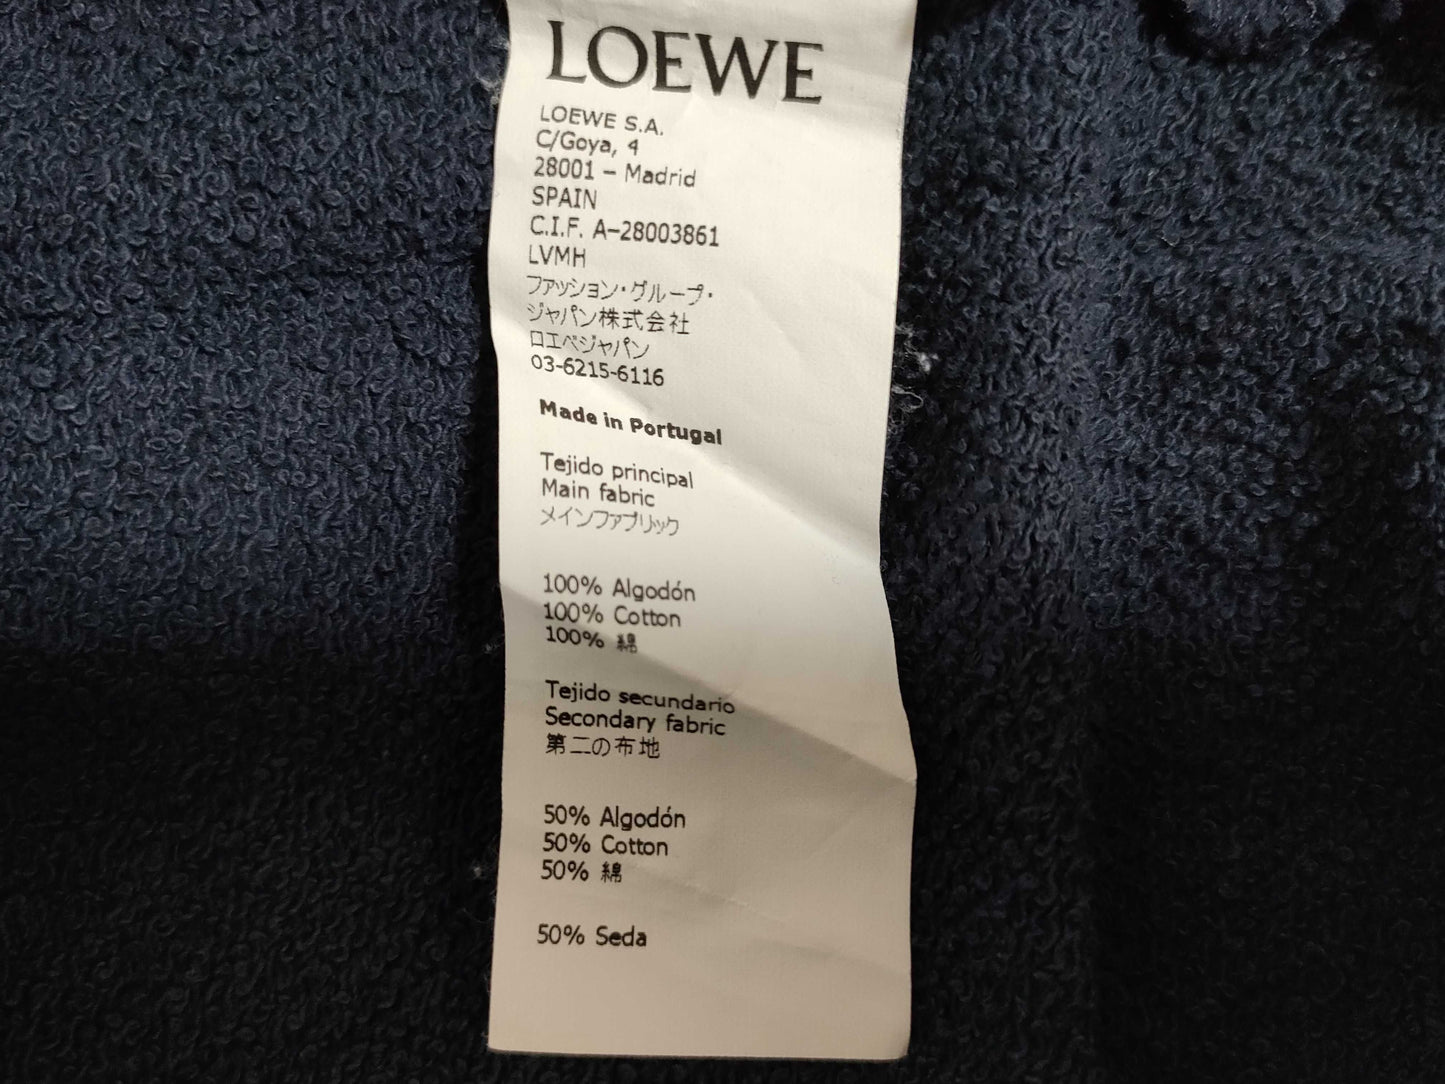 LOEWE
LOEWE S.A.
C/Goya, 4
28001 – Madrid
SPAIN
C.I.F. A–28003861
LVMH
ファッション・グループ・
ジャパン株式会社
ロエベジャパン
03-6215-6116
Made in Portugal
Tejido principal
Main fabric
メインファブリック
100% Algodón
100% Cotton
100% 綿
Tejido secundario
Secondary fabric
第二の布地
50% Algodón
50% Cotton
50% 綿
50% Seda